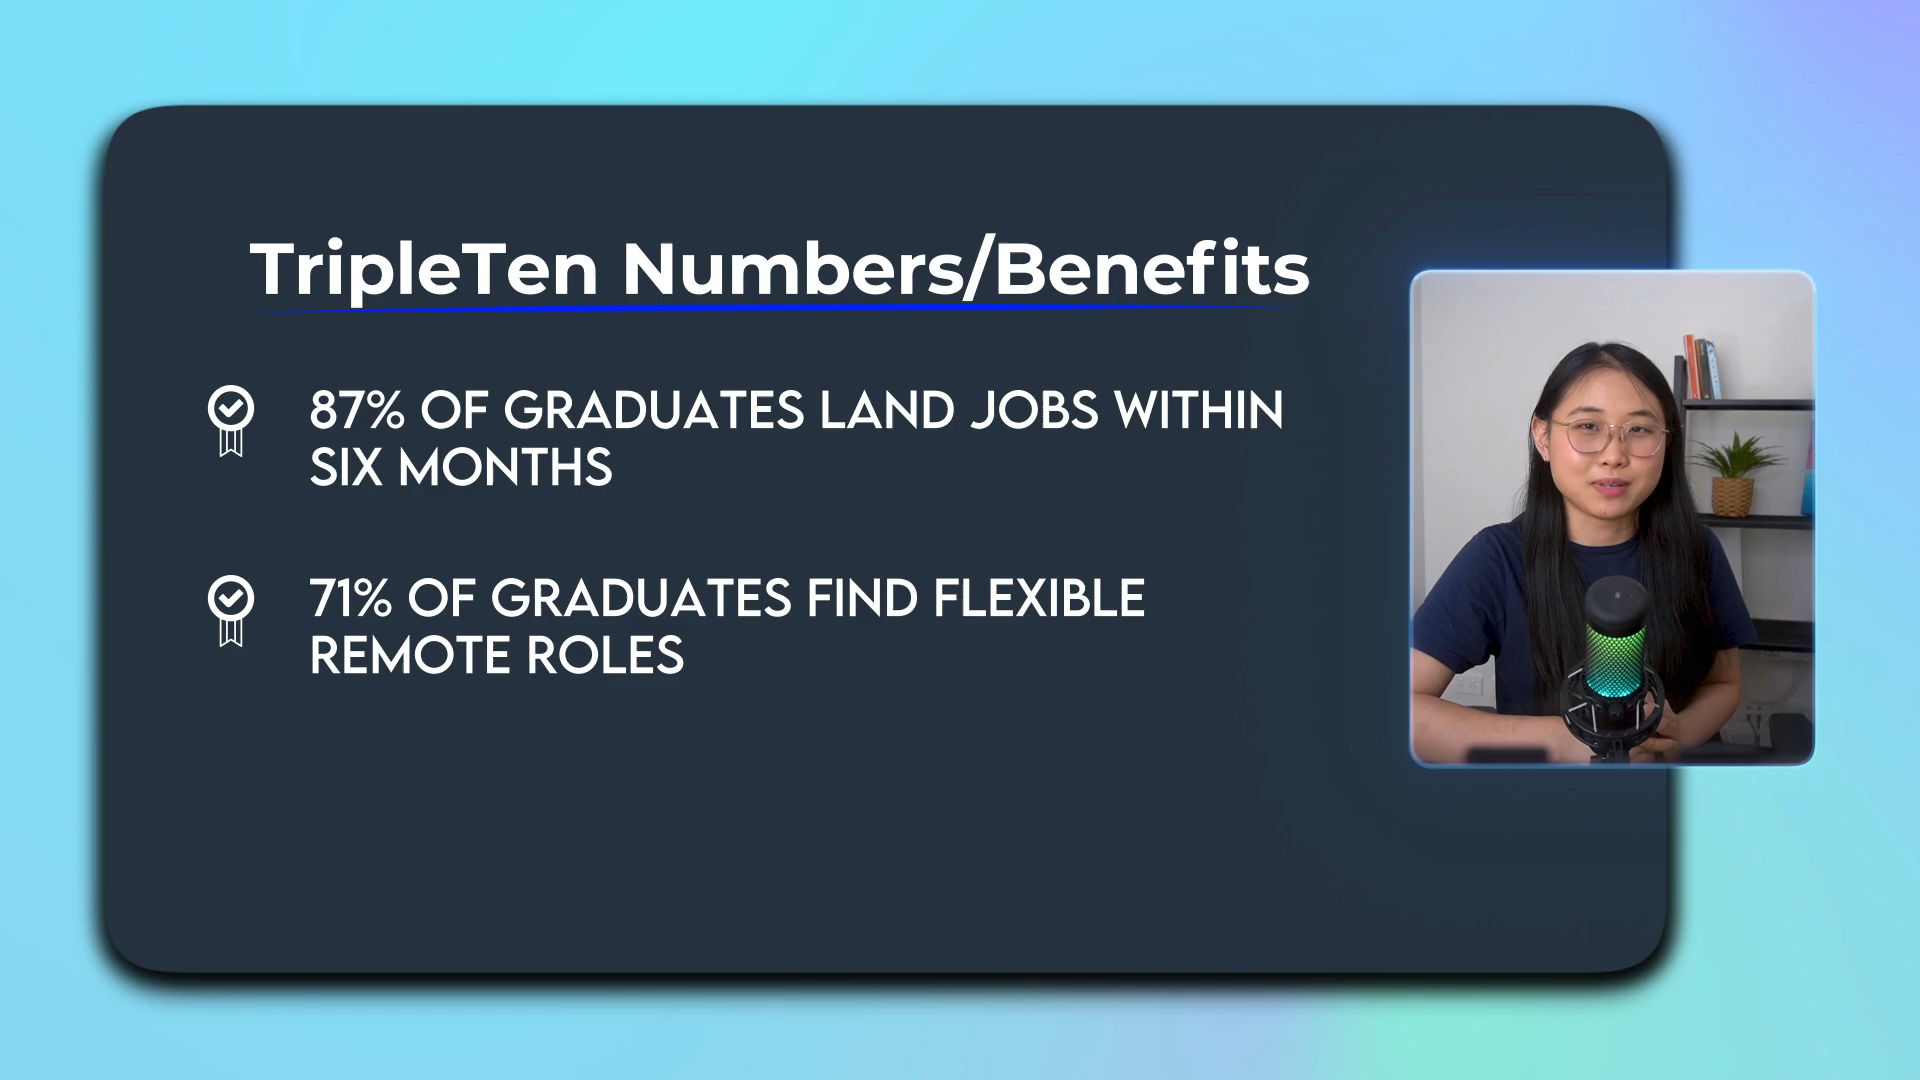 TripleTen Numbers/Benefits
87% OF GRADUATES LAND JOBS WITHIN
SIX MONTHS
71% OF GRADUATES FIND FLEXIBLE
REMOTE ROLES